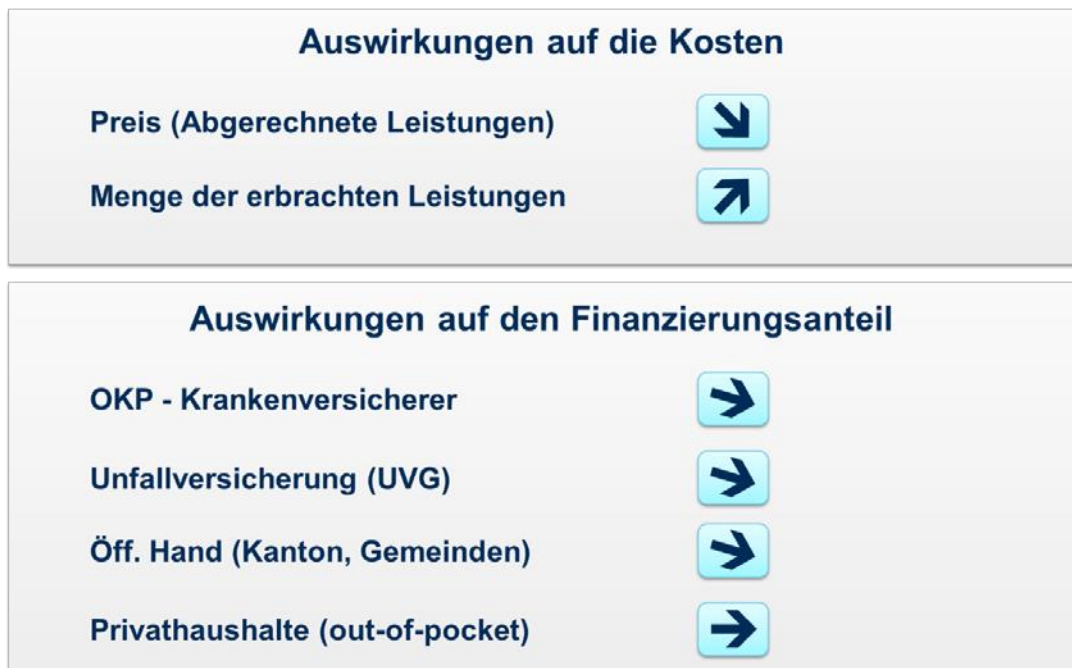 Auswirkungen auf die Kosten
Preis (Abgerechnete Leistungen)
Menge der erbrachten Leistungen
Auswirkungen auf den Finanzierungsanteil
OKP - Krankenversicherer
Unfallversicherung (UVG)
Öff. Hand (Kanton, Gemeinden)
Privathaushalte (out-of-pocket)